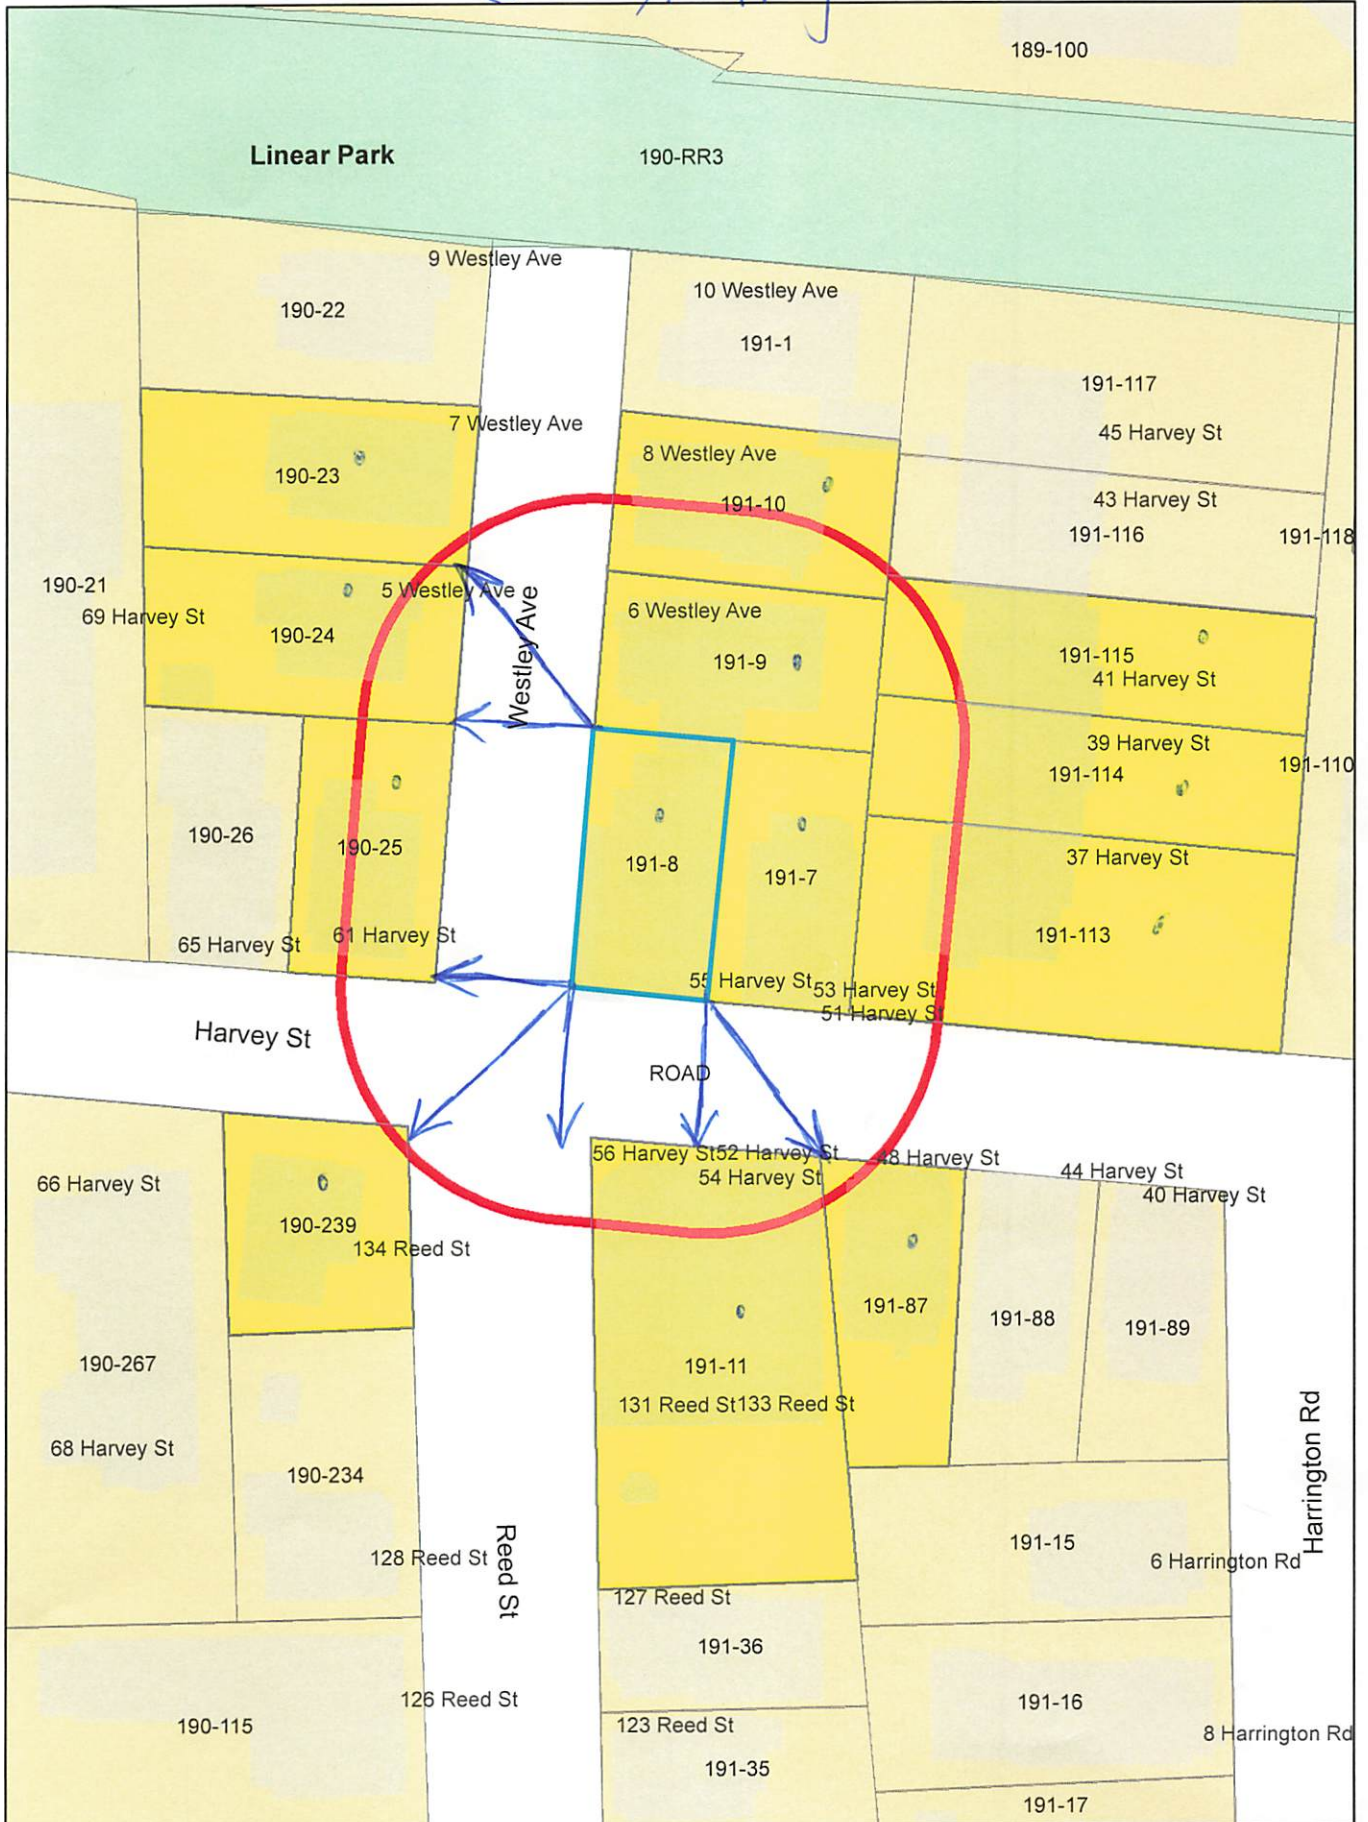 189-100
Linear Park
190-RR3
9 Westley Ave
10 Westley Ave
190-22
191-1
191-117
7 Westley Ave
45 Harvey St
8 Westley Ave
190-23
191-10
43 Harvey St
191-116
191-118
190-21
5 Westley Ave
69 Harvey St
6 Westley Ave
190-24
Westley Ave
191-9
191-115
41 Harvey St
39 Harvey St
191-114
191-110
190-26
190-25
191-8
191-7
37 Harvey St
191-113
65 Harvey St
61 Harvey St
55 Harvey St
53 Harvey St
51 Harvey St
Harvey St
ROAD
56 Harvey St
52 Harvey St
48 Harvey St
44 Harvey St
54 Harvey St
66 Harvey St
40 Harvey St
190-239
134 Reed St
191-87
191-88
191-89
190-267
191-11
131 Reed St
133 Reed St
68 Harvey St
190-234
Harrington Rd
128 Reed St
Reed St
191-15
6 Harrington Rd
127 Reed St
191-36
126 Reed St
190-115
191-16
123 Reed St
8 Harrington Rd
191-35
191-17